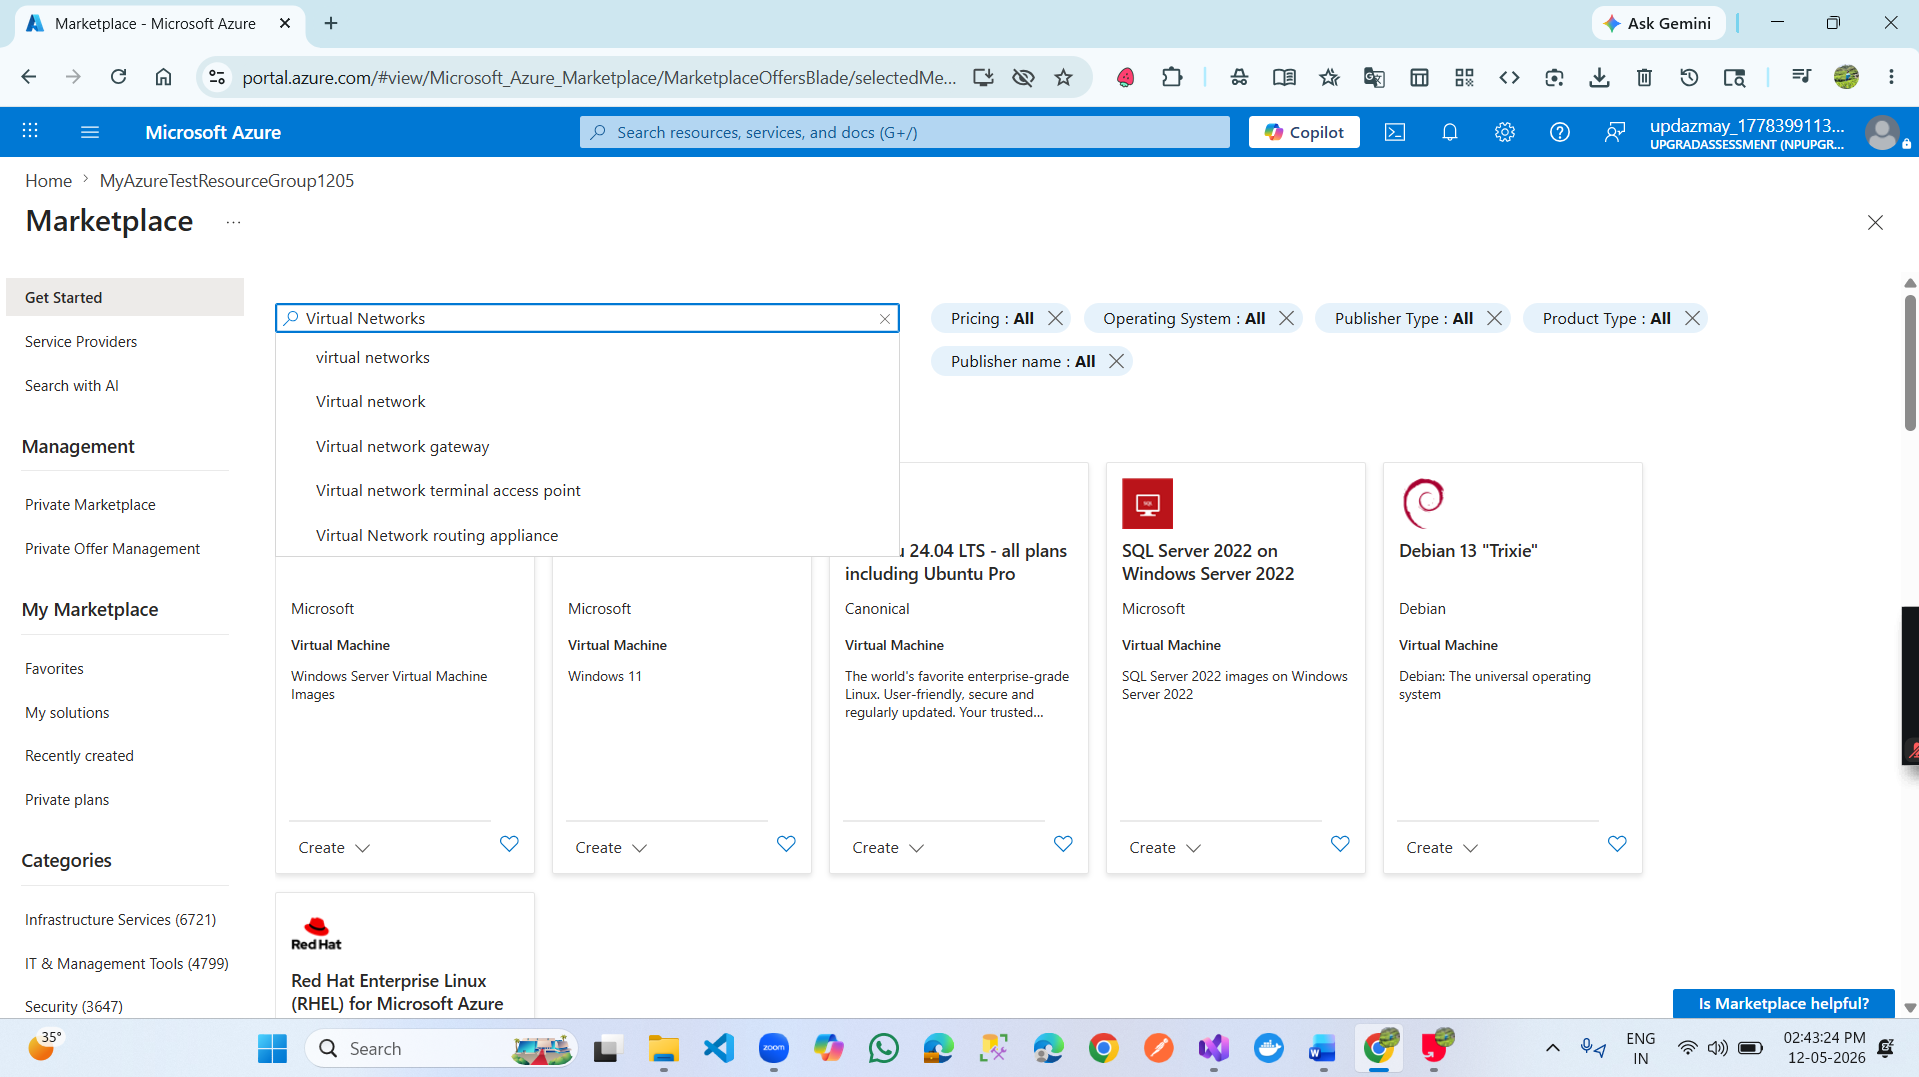 Marketplace - Microsoft Azure
Ask Gemini
portal.azure.com/#view/Microsoft_Azure_Marketplace/MarketplaceOffersBlade/selectedMe...
Microsoft Azure
Search resources, services, and docs (G+/)
Copilot
updazmay_1778399113...
UPGRADASSESSMENT (NPUPGR...
Home
MyAzureTestResourceGroup1205
Marketplace
...
Get Started
Service Providers
Search with AI
Management
Private Marketplace
Private Offer Management
My Marketplace
Favorites
My solutions
Recently created
Private plans
Categories
Infrastructure Services (6721)
IT & Management Tools (4799)
Security (3647)
Virtual Networks
virtual networks
Virtual network
Virtual network gateway
Virtual network terminal access point
Virtual Network routing appliance
Pricing : All
Operating System : All
Publisher Type : All
Product Type : All
Publisher name : All
Microsoft
Virtual Machine
Windows Server Virtual Machine
Images
Create
Microsoft
Virtual Machine
Windows 11
Create
24.04 LTS - all plans
including Ubuntu Pro
Canonical
Virtual Machine
The world's favorite enterprise-grade
Linux. User-friendly, secure and
regularly updated. Your trusted...
Create
SQL
SQL Server 2022 on
Windows Server 2022
Microsoft
Virtual Machine
SQL Server 2022 images on Windows
Server 2022
Create
Debian 13 "Trixie"
Debian
Virtual Machine
Debian: The universal operating
system
Create
Red Hat
Red Hat Enterprise Linux
(RHEL) for Microsoft Azure
Is Marketplace helpful?
35°
Search
zoom
ENG
IN
02:43:24 PM
12-05-2026